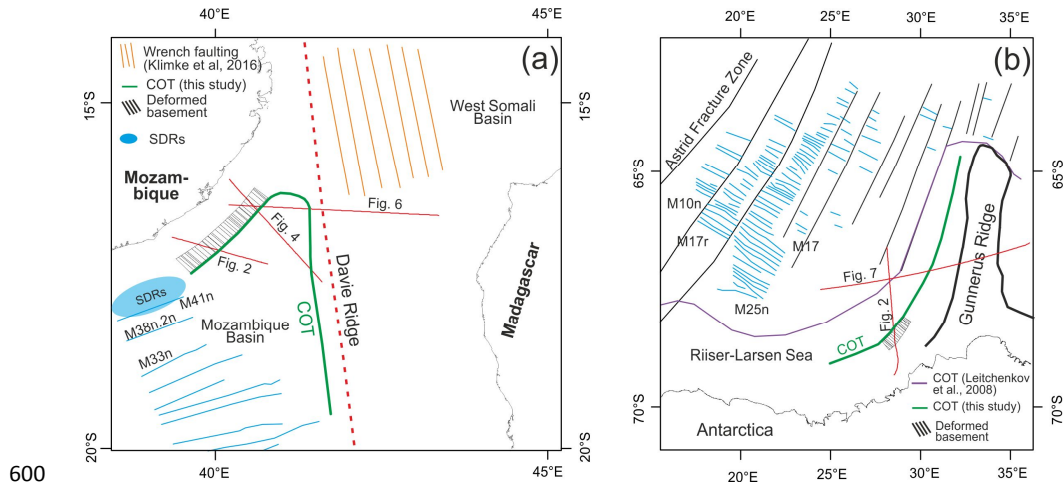 40°E
45°E
(a)
Wrench faulting
(Klimke et al, 2016)
COT (this study)
Deformed
basement
SDRs
West Somali
Basin
15°S
15°S
Mozam-
bique
Fig. 6
Fig. 4
Fig. 2
SDRs
M41n
M38n.2n
Mozambique
Basin
M33n
COT
Davie Ridge
Madagascar
20°S
20°S
40°E
45°E
20°E
25°E
30°E
35°E
(b)
Astrid Fracture Zone
65°S
65°S
M10n
M17r
M17
M25n
Fig. 7
Fig. 2
Gunnerus Ridge
Riiser-Larsen Sea
COT
COT (Leitchenkov
et al., 2008)
COT (this study)
Deformed
basement
Antarctica
70°S
70°S
20°E
25°E
30°E
35°E
600